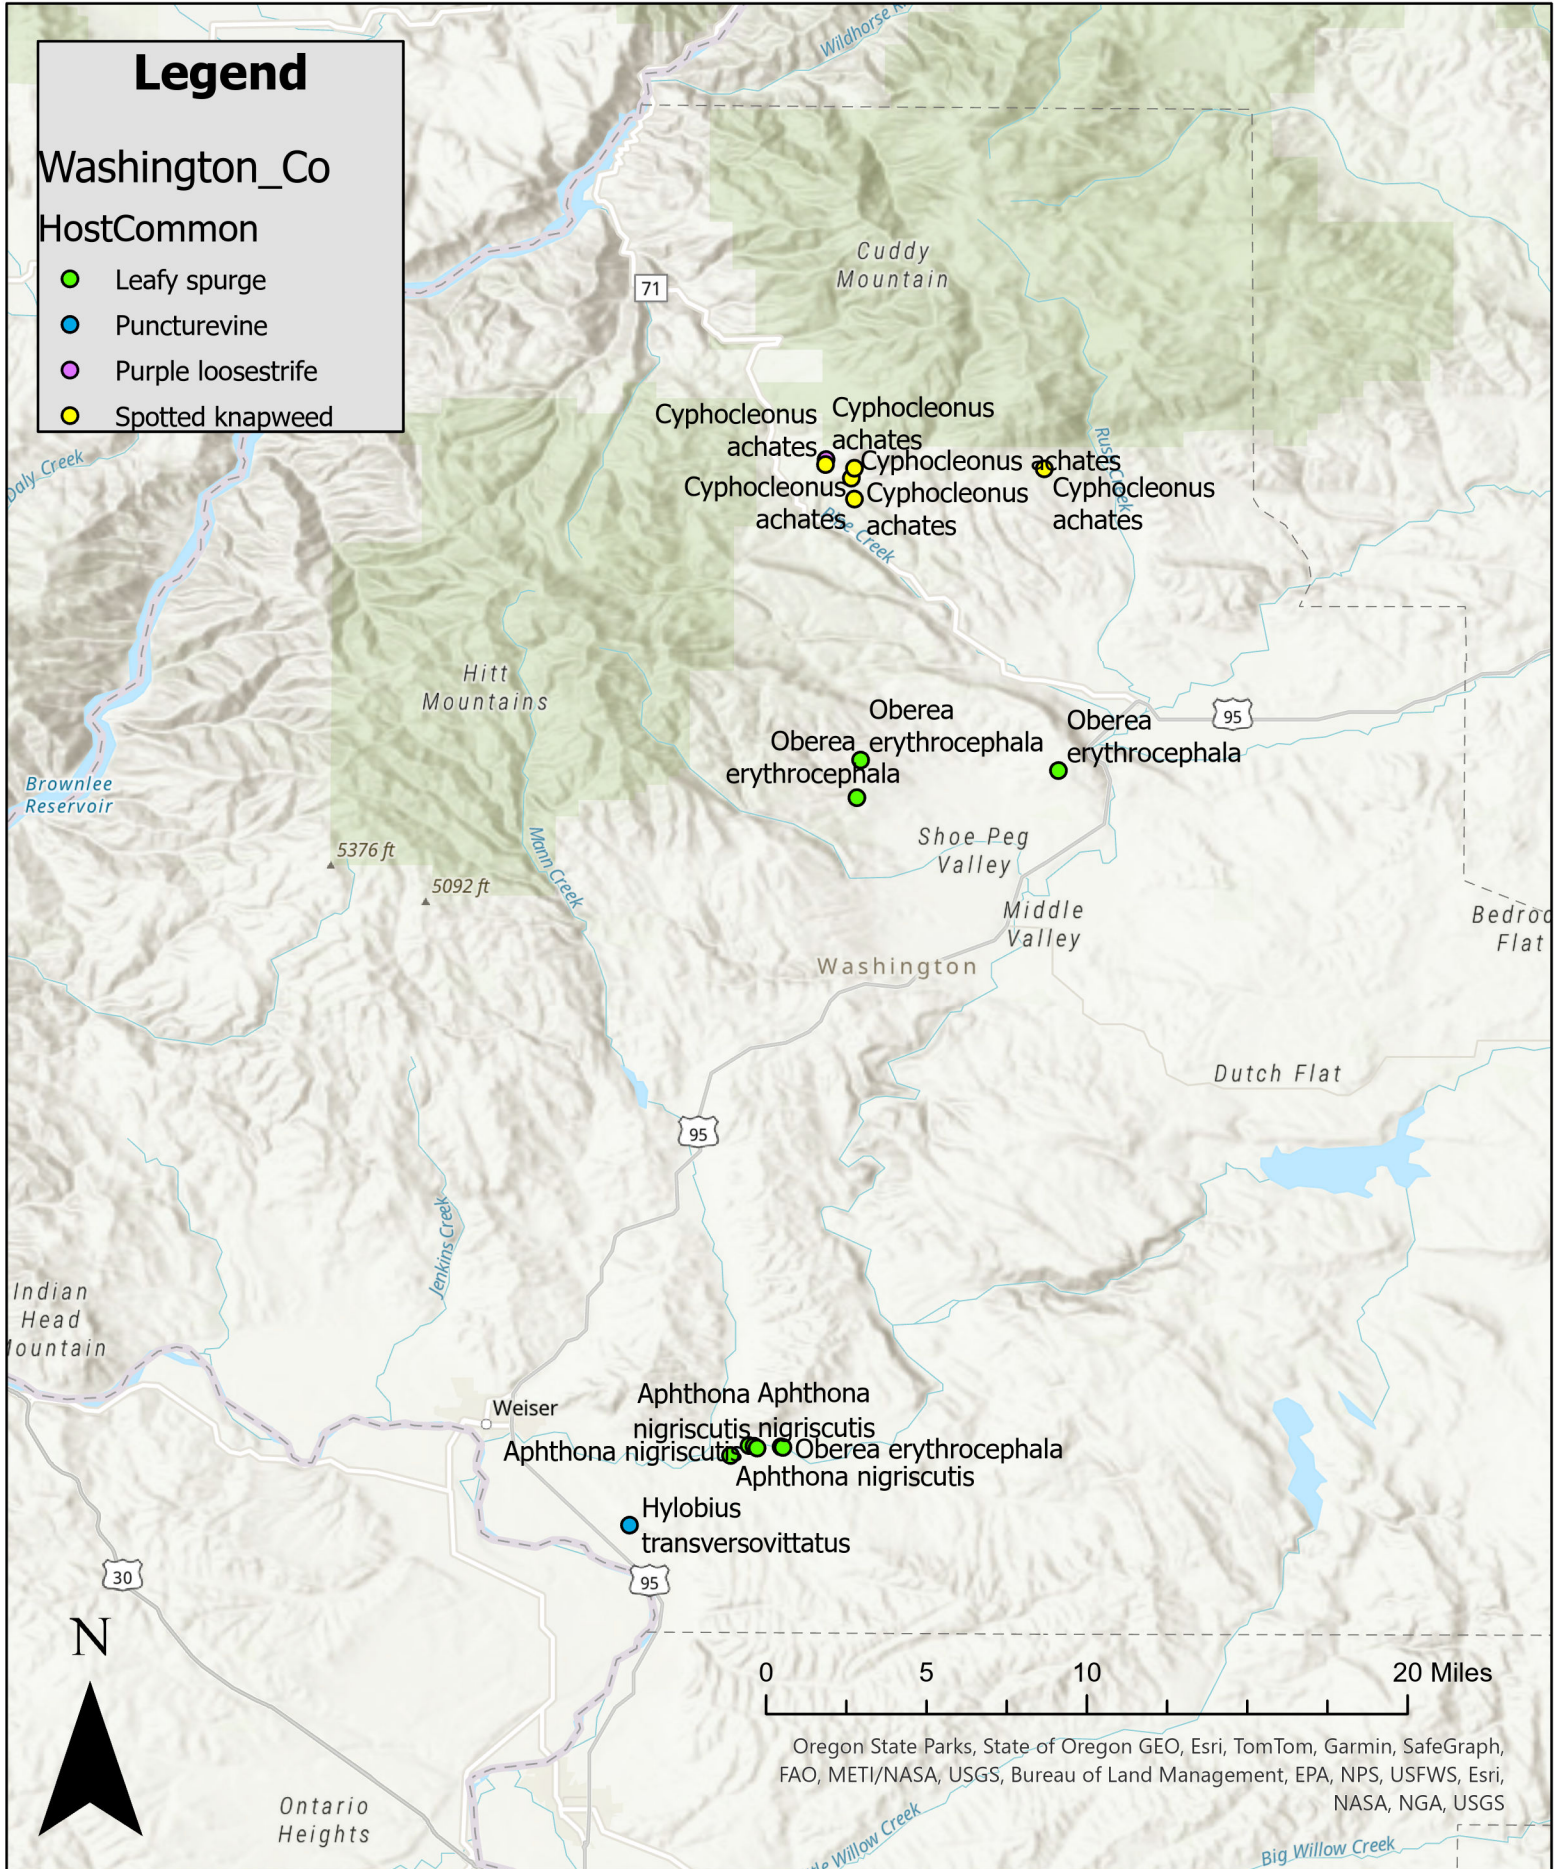 Legend
Washington_Co
HostCommon
Leafy spurge
Puncturevine
Purple loosestrife
Spotted knapweed
Wildhorse
Cuddy
Mountain
71
Daly Creek
Cyphocleonus
achates
Cyphocleonus
achates
Cyphocleonus achates
Cyphocleonus
achates
Cyphocleonus
achates
Cyphocleonus
achates
Creek
Hitt
Mountains
Oberea
erythrocephala
Oberea
erythrocephala
Oberea
erythrocephala
95
Brownlee
Reservoir
5376 ft
5092 ft
Mann Creek
Shoe Peg
Valley
Middle
Valley
Washington
Flat
Dutch Flat
95
Jenkins Creek
Indian
Head
Weiser
Aphthona
nigriscutis
Aphthona
nigriscutis
Aphthona nigriscutis
Oberea erythrocephala
Aphthona nigriscutis
Hylobius
transversovittatus
30
95
N
0 5 10 20 Miles
Oregon State Parks, State of Oregon GEO, Esri, TomTom, Garmin, SafeGraph,
FAO, METI/NASA, USGS, Bureau of Land Management, EPA, NPS, USFWS, Esri,
NASA, NGA, USGS
Ontario
Heights
Willow Creek
Big Willow Creek